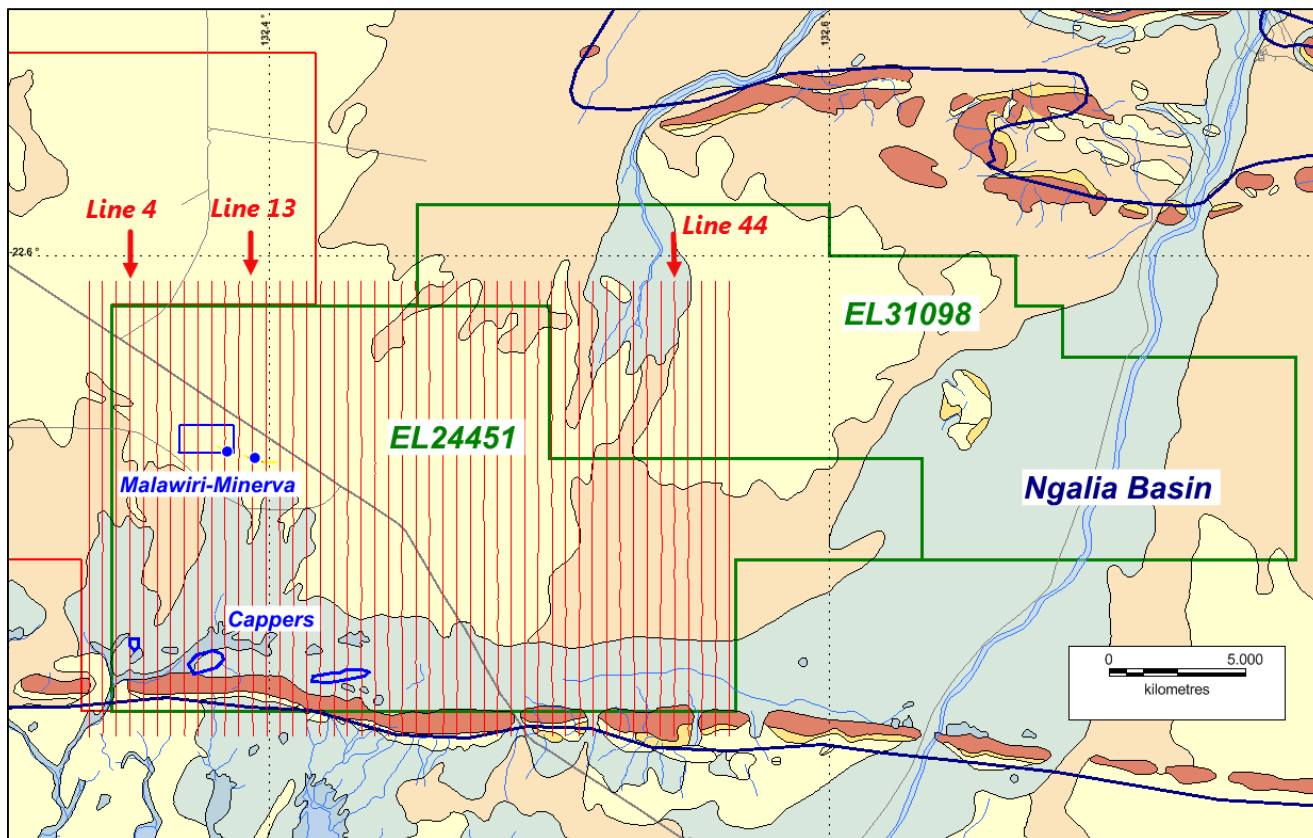 132.4 °
132.6 °
Line 4
Line 13
Line 44
22.6 °
EL31098
EL24451
Malawiri-Minerva
Ngalia Basin
Cappers
0 5.000
kilometres